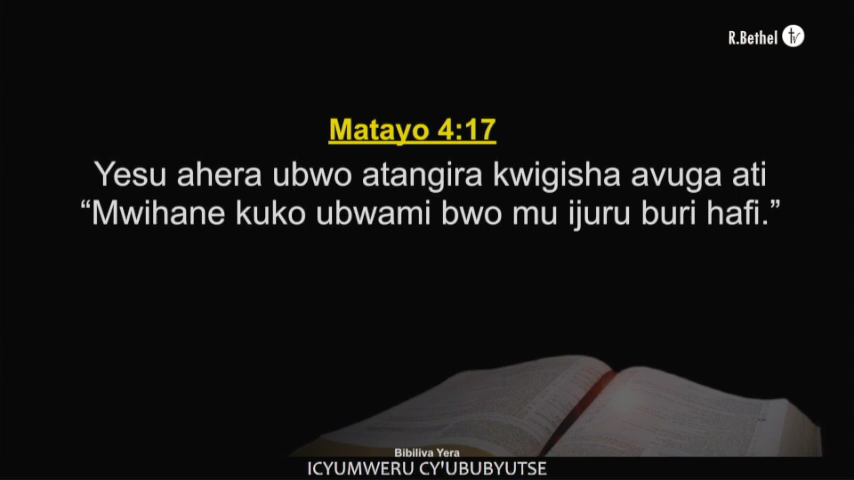 R.Bethel tv
Matayo 4:17
Yesu ahera ubwo atangira kwigisha avuga ati
“Mwihane kuko ubwami bwo mu ijuru buri hafi.”
Bibiliya Yera
ICYUMWERU CY'UBUBYUTSE